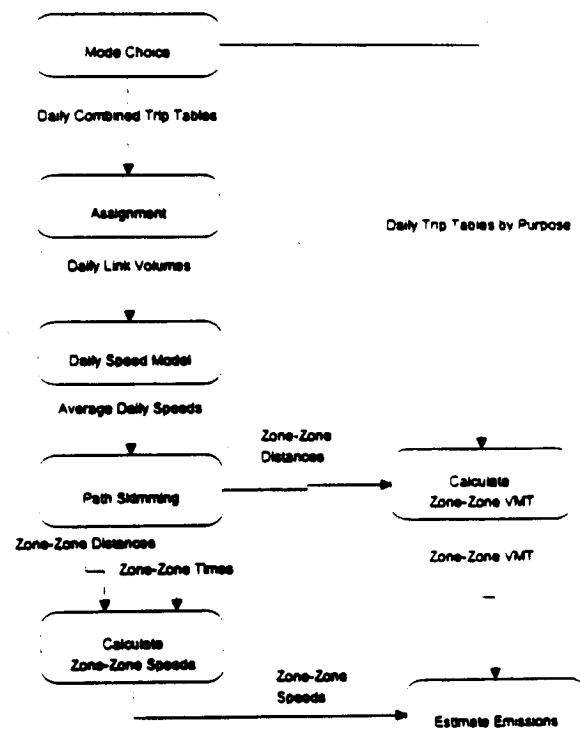 Mode Choice
Daily Combined Trip Tables
Assignment
Daily Trip Tables by Purpose
Daily Link Volumes
Daily Speed Model
Average Daily Speeds
Zone-Zone
Distances
Path Skimming
Calculate
Zone-Zone VMT
Zone-Zone Distances
Zone-Zone Times
Zone-Zone VMT
Calculate
Zone-Zone Speeds
Zone-Zone
Speeds
Estimate Emissions